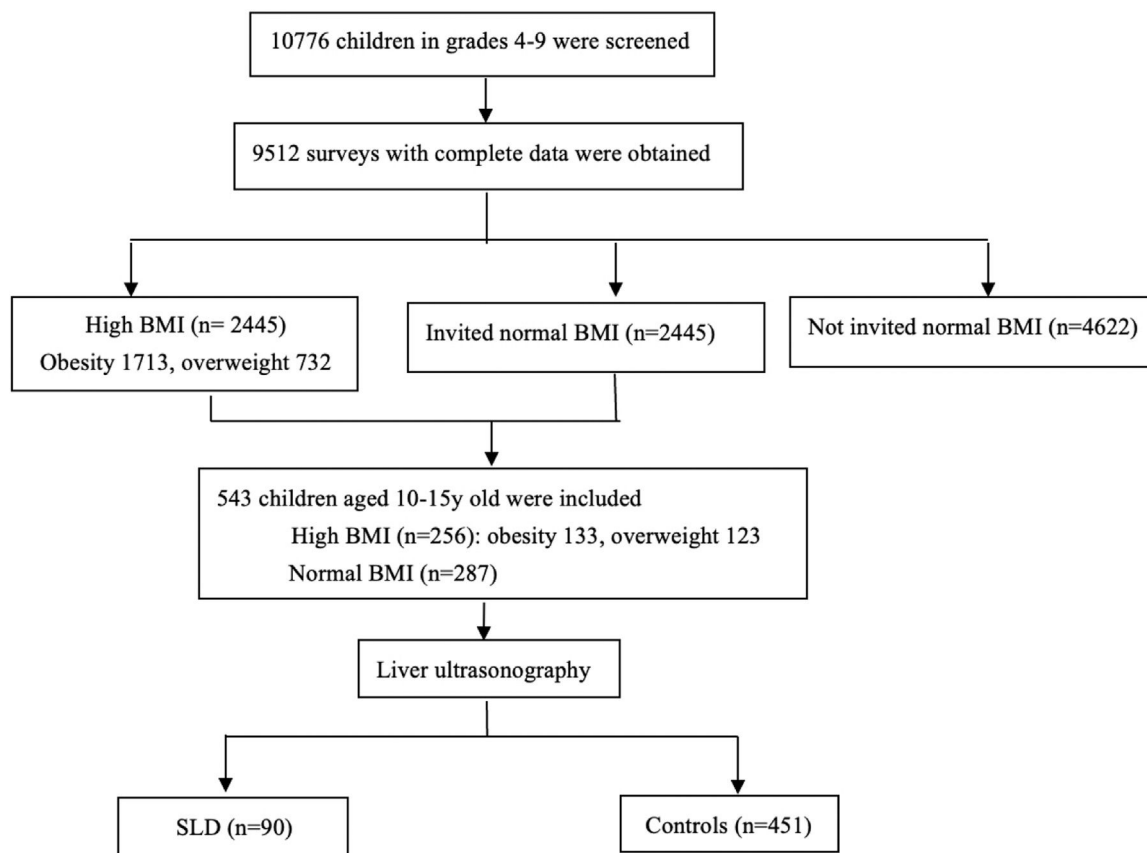 10776 children in grades 4-9 were screened
9512 surveys with complete data were obtained
High BMI (n= 2445)
Obesity 1713, overweight 732
Invited normal BMI (n=2445)
Not invited normal BMI (n=4622)
543 children aged 10-15y old were included
High BMI (n=256): obesity 133, overweight 123
Normal BMI (n=287)
Liver ultrasonography
SLD (n=90)
Controls (n=451)